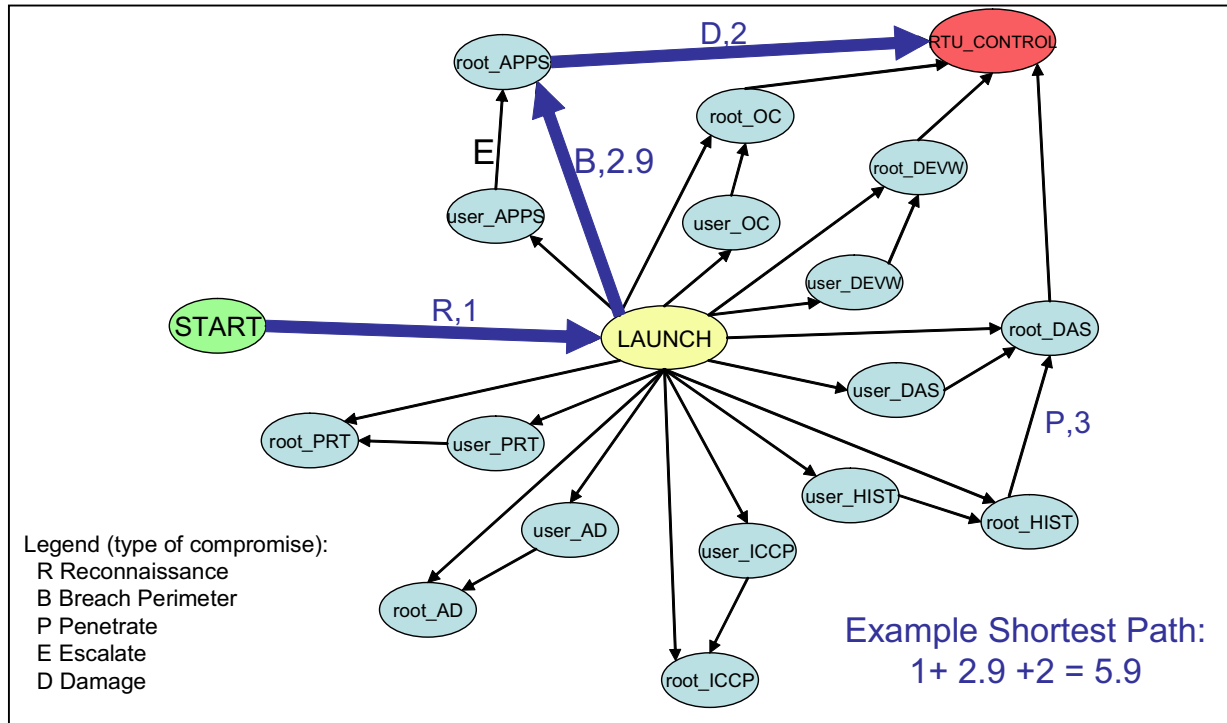 D,2
RTU_CONTROL
root_APPS
root_OC
E
B,2.9
root_DEVW
user_APPS
user_OC
user_DEVW
START
R,1
LAUNCH
root_DAS
user_DAS
P,3
root_PRT
user_PRT
user_HIST
root_HIST
user_AD
user_ICCP
root_AD
root_ICCP
Legend (type of compromise):
R Reconnaissance
B Breach Perimeter
P Penetrate
E Escalate
D Damage
Example Shortest Path:
1+ 2.9 +2 = 5.9